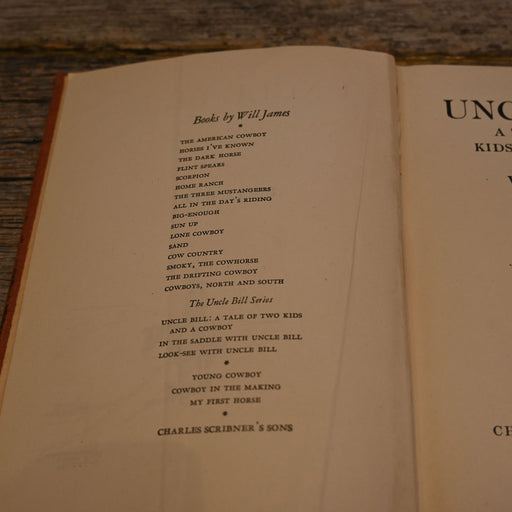 Books by Will James
*
THE AMERICAN COWBOY
HORSES I'VE KNOWN
THE DARK HORSE
FLINT SPEARS
SCORPION
HOME RANCH
THE THREE MUSTANGEERS
ALL IN THE DAY'S RIDING
BIG-ENOUGH
SUN UP
LONE COWBOY
SAND
COW COUNTRY
SMOKY, THE COWHORSE
THE DRIFTING COWBOY
COWBOYS, NORTH AND SOUTH
The Uncle Bill Series
UNCLE BILL: A TALE OF TWO KIDS
AND A COWBOY
IN THE SADDLE WITH UNCLE BILL
LOOK-SEE WITH UNCLE BILL
*
YOUNG COWBOY
COWBOY IN THE MAKING
MY FIRST HORSE
*
CHARLES SCRIBNER'S SONS
UNC
A
KIDS
CH